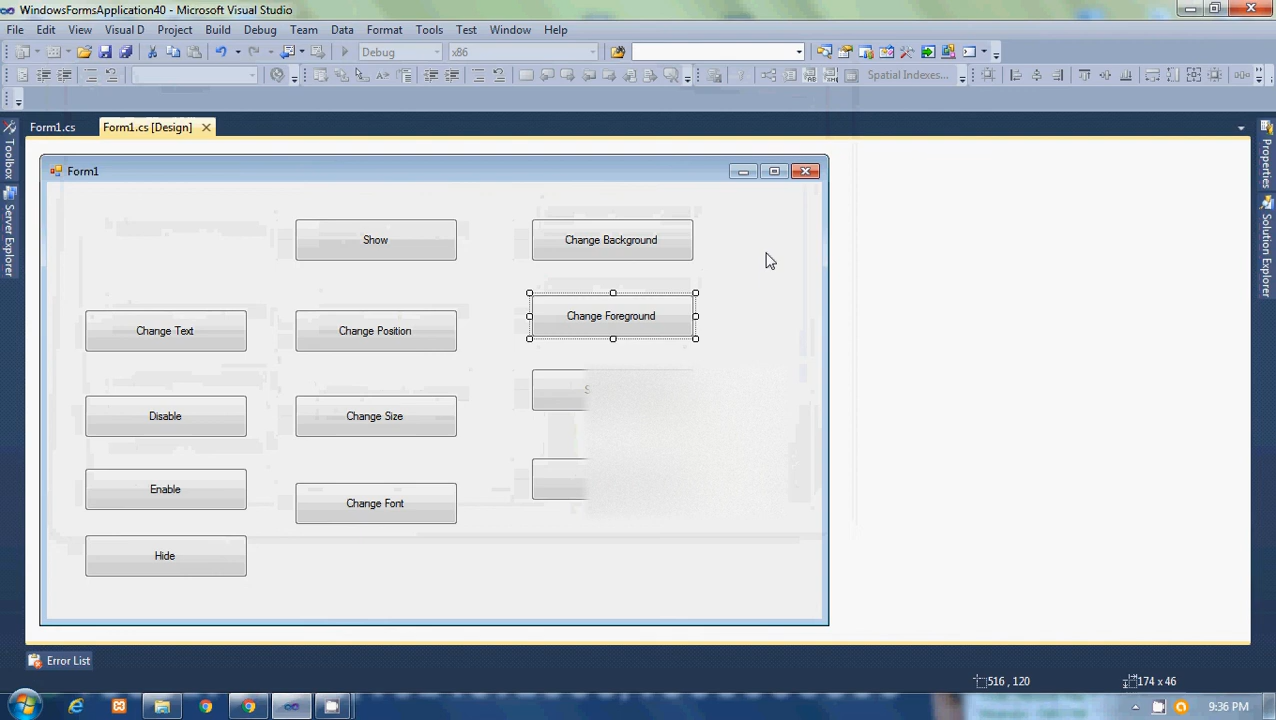 WindowsFormsApplication40 - Microsoft Visual Studio
File Edit View Visual D Project Build Debug Team Data Format Tools Test Window Help
Debug x86
Spatial Indexes...
Form1.cs Form1.cs [Design]
Toolbox
Server Explorer
Properties
Solution Explorer
Form1
Show Change Background
Change Foreground
Change Text Change Position
Disable Change Size
Enable
Change Font
Hide
Error List
516 , 120 174 x 46
9:36 PM